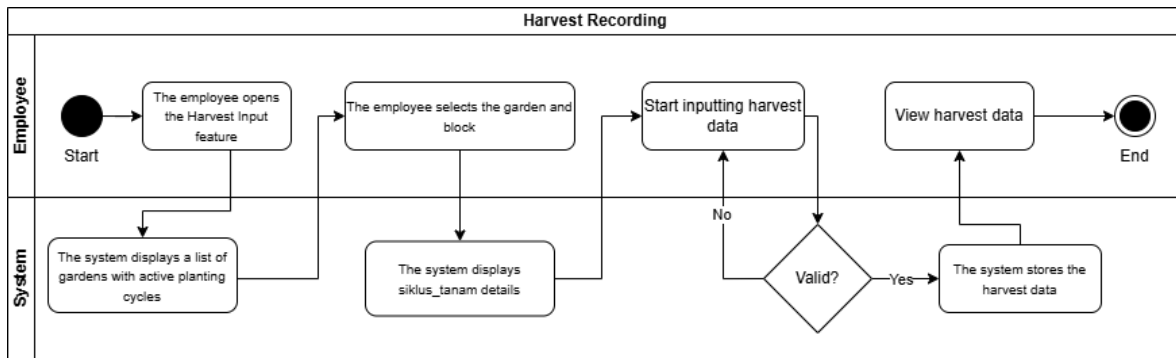 Harvest Recording
Employee
Start
The employee opens
the Harvest Input
feature
The employee selects the garden and
block
Start inputting harvest
data
View harvest data
End
System
The system displays a list of
gardens with active planting
cycles
The system displays
siklus_tanam details
No
Valid?
Yes
The system stores the
harvest data